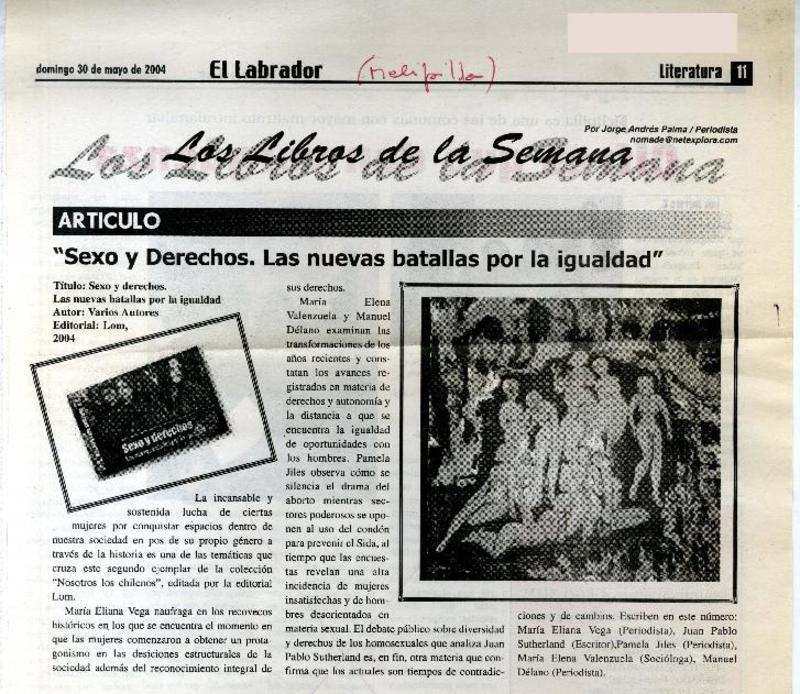 domingo 30 de mayo de 2004
El Labrador
(Melipilla)
Literatura 11
Por Jorge Andrés Palma / Periodista
nomade@netexplora.com
Los Libros de la Semana
ARTICULO
"Sexo y Derechos. Las nuevas batallas por la igualdad"
Título: Sexo y derechos.
Las nuevas batallas por la igualdad
Autor: Varios Autores
Editorial: Lom,
2004
Sexo y derechos
La incansable y
sostenida lucha de ciertas
mujeres por conquistar espacios dentro de
nuestra sociedad en pos de su propio género a
través de la historia es una de las temáticas que
cruza este segundo ejemplar de la colección
"Nosotros los chilenos", editada por la editorial
Lom.
María Eliana Vega naufraga en los recovecos
históricos en los que se encuentra el momento en
que las mujeres comenzaron a obtener un prota-
gonismo en las desiciones estructurales de la
sociedad además del reconocimiento integral de
sus derechos.
María Elena
Valenzuela y Manuel
Délano examinan las
transformaciones de los
años recientes y cons-
tatan los avances re-
gistrados en materia de
derechos y autonomía y
la distancia a que se
encuentra la igualdad
de oportunidades con
los hombres. Pamela
Jiles observa cómo se
silencia el drama del
aborto mientras sec-
tores poderosos se upo-
nen al uso del condón
para prevenir el Sida, al
tiempo que las encues-
tas revelan una alta
incidencia de mujeres
insatisfechas y de hom-
bres desorientados en
materia sexual. El debate público sobre diversidad
y derechos de los homosexuales que analiza Juan
Pablo Sutherland es, en fin, otra materia que con-
firma que los actuales son tiempos de contradic-
ciones y de cambios. Escriben en este número:
María Eliana Vega (Periodista), Juan Pablo
Sutherland (Escritor),Pamela Jiles (Periodista),
María Elena Valenzuela (Socióloga), Manuel
Délano (Periodista).